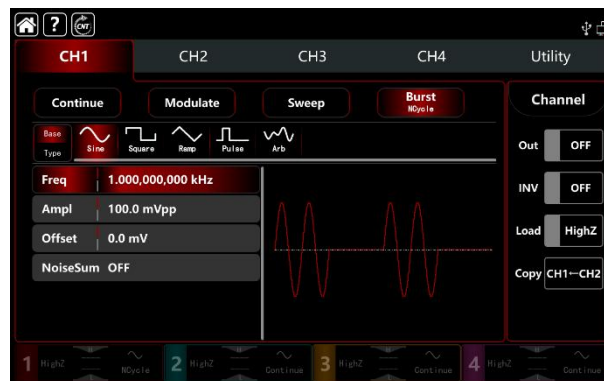 ? CNT
CH1 CH2 CH3 CH4 Utility
Continue Modulate Sweep Burst Channel
NCycle
Base
Type Sine Square Ramp Pulse Arb
Out OFF
Freq 1.000,000,000 kHz
INV OFF
Ampl 100.0 mVpp
Offset 0.0 mV
Load HighZ
NoiseSum OFF
Copy CH1←CH2
1 HighZ NCycle 2 HighZ Continue 3 HighZ Continue 4 HighZ Continue